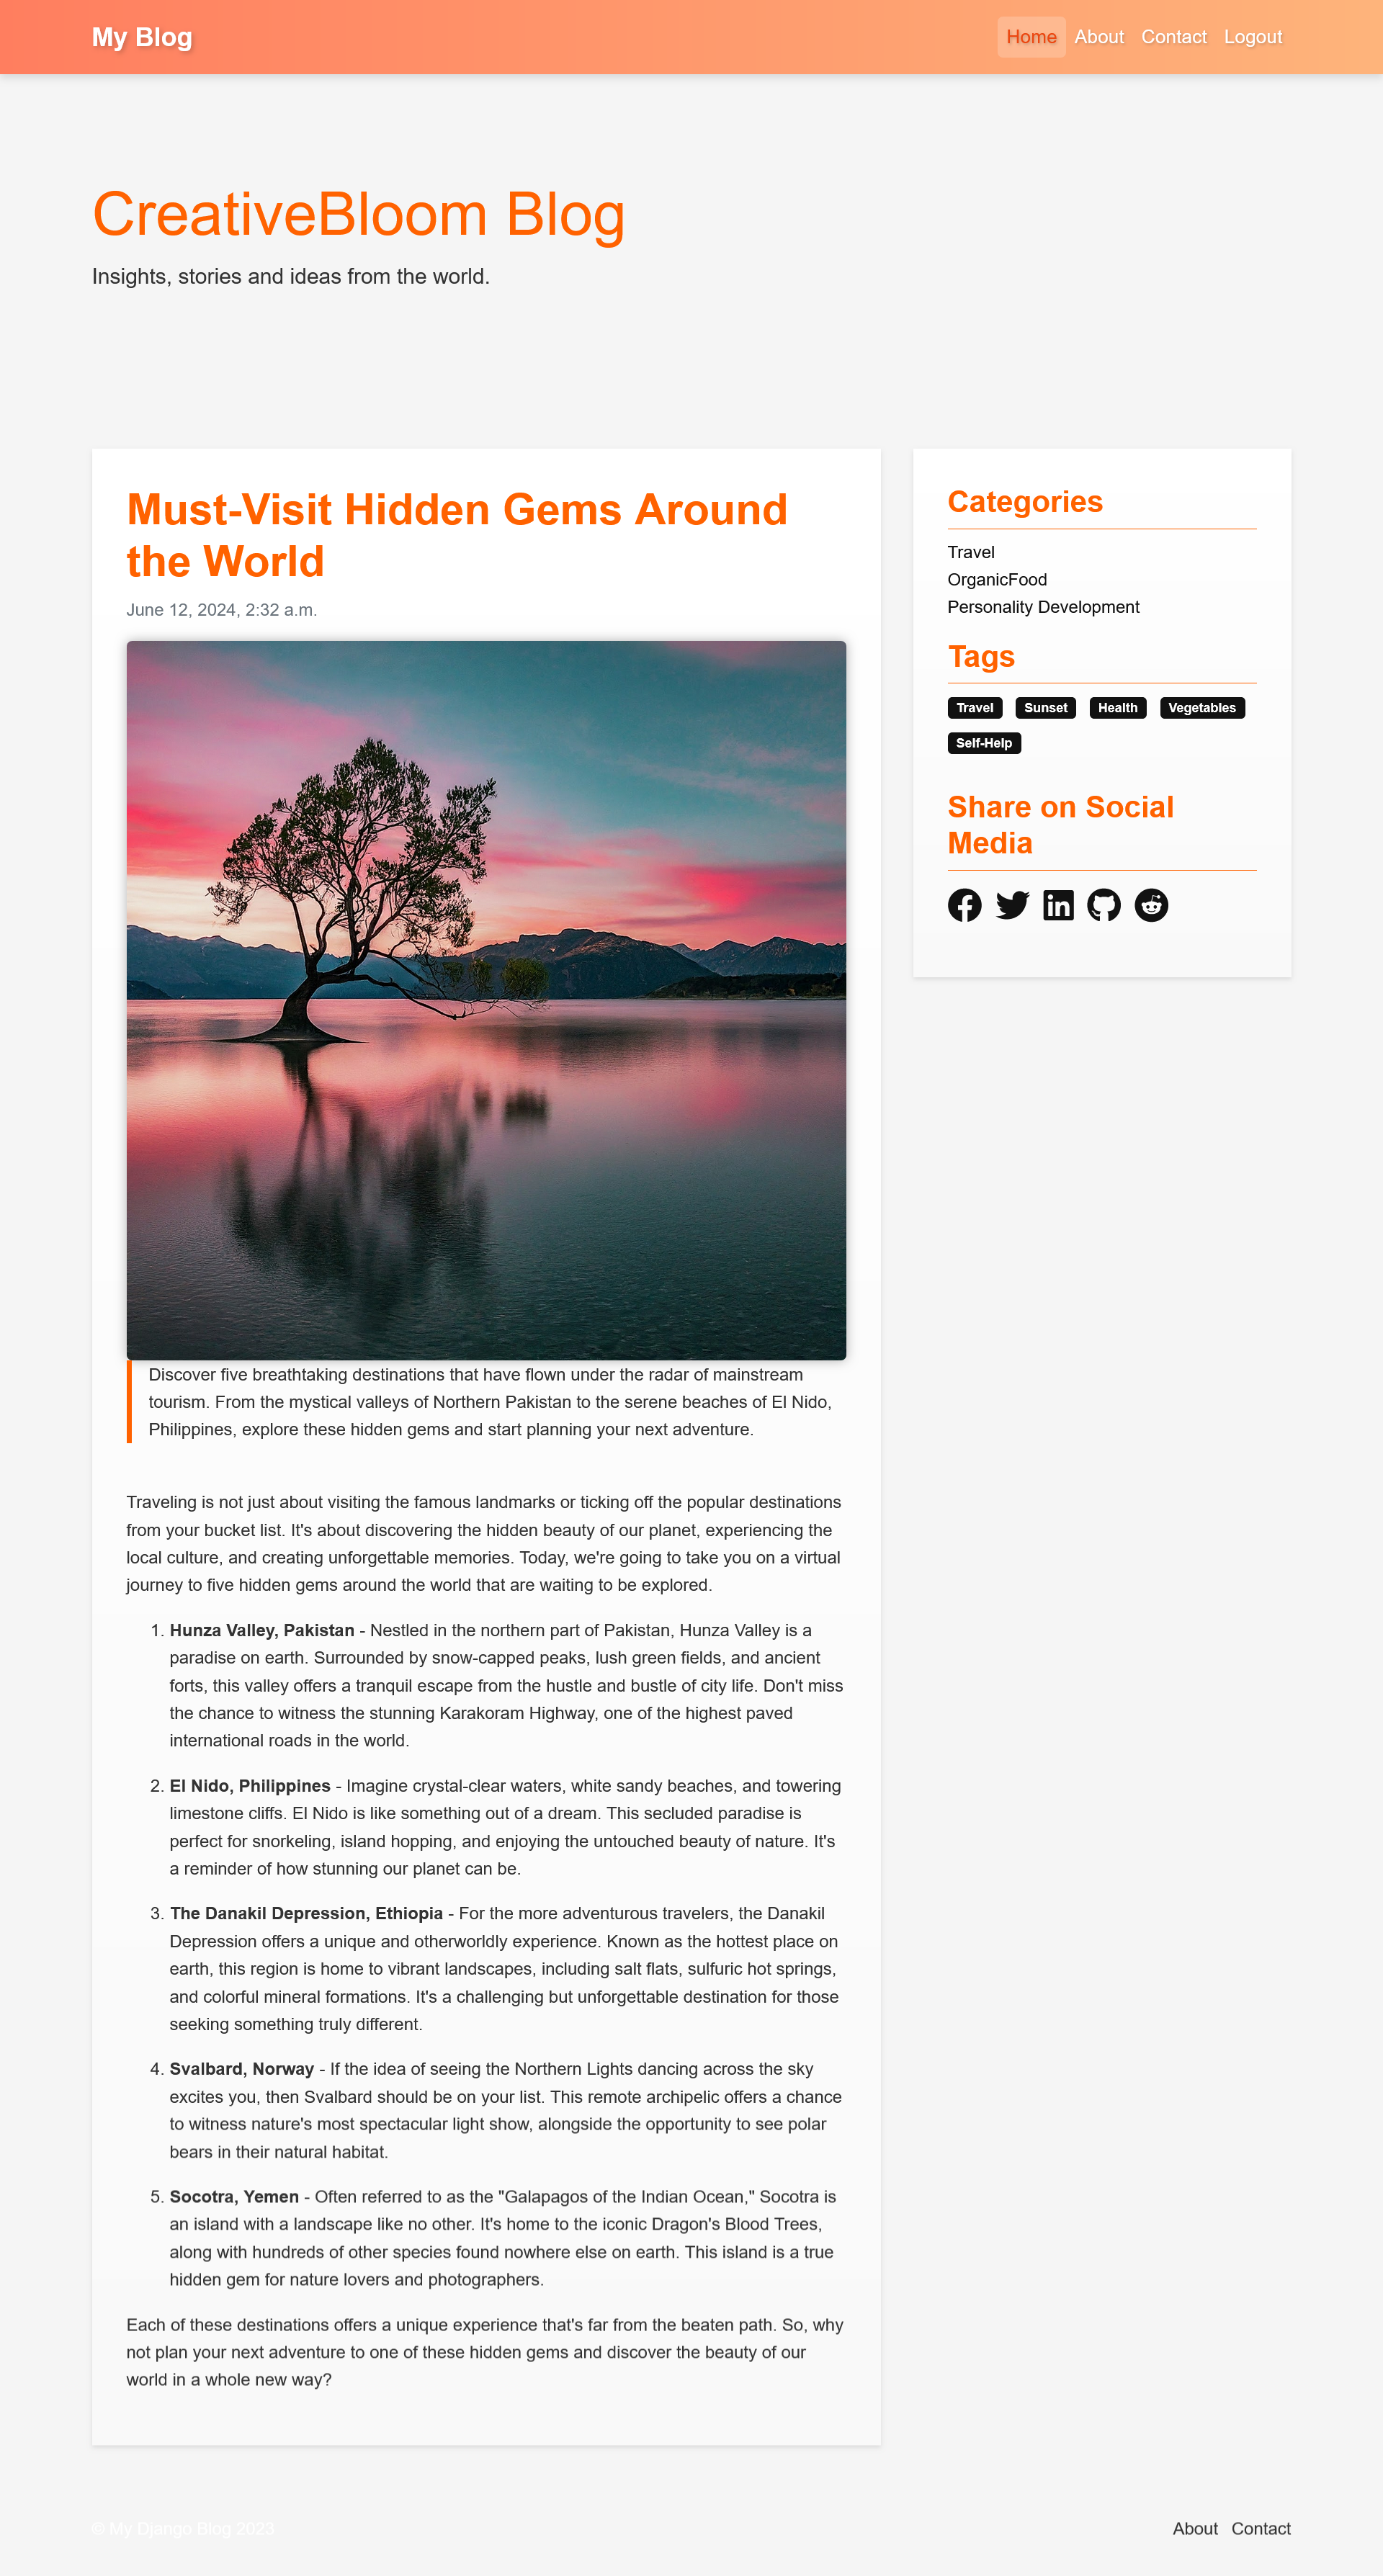 My Blog
Home About Contact Logout
CreativeBloom Blog
Insights, stories and ideas from the world.
Must-Visit Hidden Gems Around
the World
June 12, 2024, 2:32 a.m.
Discover five breathtaking destinations that have flown under the radar of mainstream
tourism. From the mystical valleys of Northern Pakistan to the serene beaches of El Nido,
Philippines, explore these hidden gems and start planning your next adventure.
Traveling is not just about visiting the famous landmarks or ticking off the popular destinations
from your bucket list. It's about discovering the hidden beauty of our planet, experiencing the
local culture, and creating unforgettable memories. Today, we're going to take you on a virtual
journey to five hidden gems around the world that are waiting to be explored.
1. Hunza Valley, Pakistan - Nestled in the northern part of Pakistan, Hunza Valley is a
paradise on earth. Surrounded by snow-capped peaks, lush green fields, and ancient
forts, this valley offers a tranquil escape from the hustle and bustle of city life. Don't miss
the chance to witness the stunning Karakoram Highway, one of the highest paved
international roads in the world.
2. El Nido, Philippines - Imagine crystal-clear waters, white sandy beaches, and towering
limestone cliffs. El Nido is like something out of a dream. This secluded paradise is
perfect for snorkeling, island hopping, and enjoying the untouched beauty of nature. It's
a reminder of how stunning our planet can be.
3. The Danakil Depression, Ethiopia - For the more adventurous travelers, the Danakil
Depression offers a unique and otherworldly experience. Known as the hottest place on
earth, this region is home to vibrant landscapes, including salt flats, sulfuric hot springs,
and colorful mineral formations. It's a challenging but unforgettable destination for those
seeking something truly different.
4. Svalbard, Norway - If the idea of seeing the Northern Lights dancing across the sky
excites you, then Svalbard should be on your list. This remote archipelic offers a chance
to witness nature's most spectacular light show, alongside the opportunity to see polar
bears in their natural habitat.
5. Socotra, Yemen - Often referred to as the "Galapagos of the Indian Ocean," Socotra is
an island with a landscape like no other. It's home to the iconic Dragon's Blood Trees,
along with hundreds of other species found nowhere else on earth. This island is a true
hidden gem for nature lovers and photographers.
Each of these destinations offers a unique experience that's far from the beaten path. So, why
not plan your next adventure to one of these hidden gems and discover the beauty of our
world in a whole new way?
Categories
Travel
OrganicFood
Personality Development
Tags
Travel Sunset Health Vegetables
Self-Help
Share on Social
Media
© My Django Blog 2023
About Contact